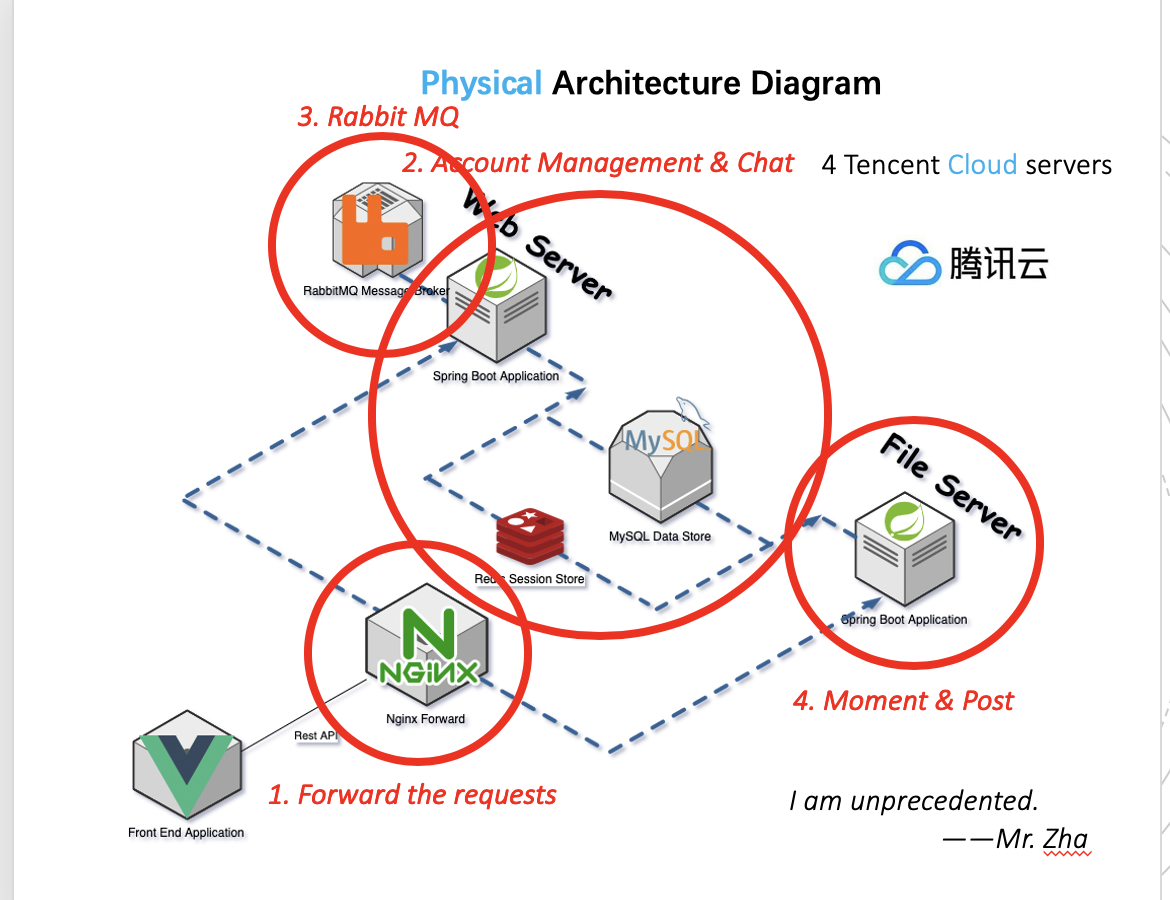 Physical Architecture Diagram
3. Rabbit MQ
2. Account Management & Chat
4 Tencent Cloud servers
Web Server
腾讯云
RabbitMQ Message Broker
Spring Boot Application
MySQL
File Server
MySQL Data Store
Redis Session Store
Spring Boot Application
NGiNX
Nginx Forward
4. Moment & Post
Rest API
1. Forward the requests
I am unprecedented.
——Mr. Zha
Front End Application